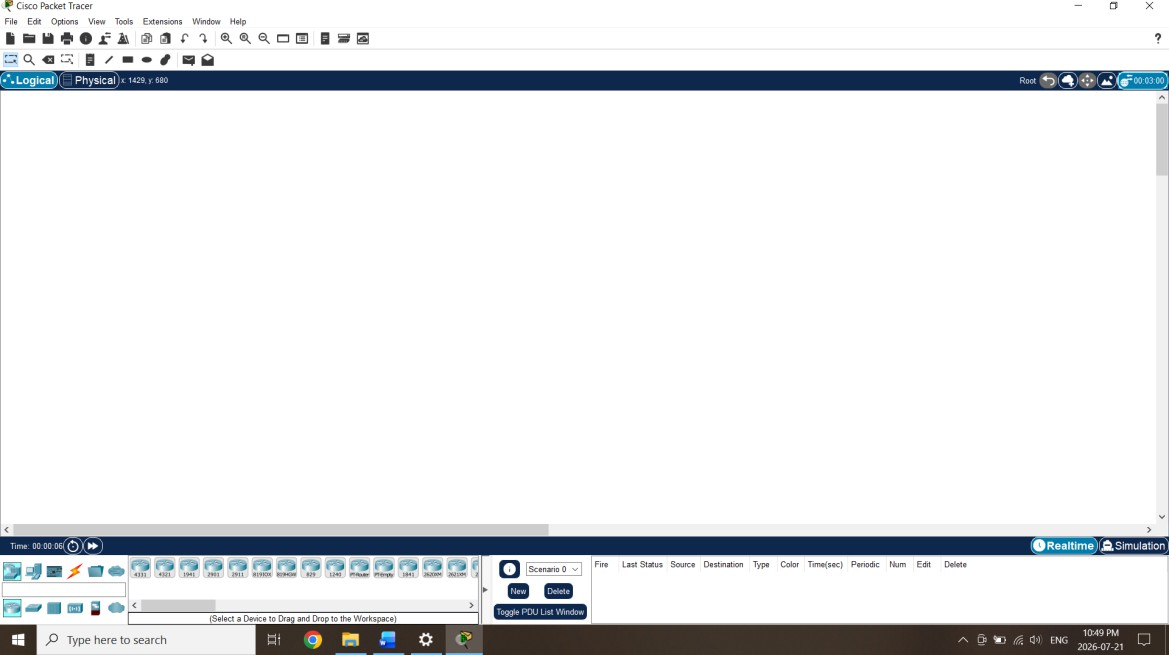 Cisco Packet Tracer
File Edit Options View Tools Extensions Window Help
?
Logical Physical x: 1429, y: 680 Root 00:03:00
Time: 00:00:06 Realtime Simulation
4331 4321 1941 2901 2911 819IOX 819HGW 829 1240 PT-Router PT-Empty 1841 2620XM 2621XM 2
(Select a Device to Drag and Drop to the Workspace)
Scenario 0
New Delete
Toggle PDU List Window
Fire Last Status Source Destination Type Color Time(sec) Periodic Num Edit Delete
Type here to search
ENG
10:49 PM
2026-07-21